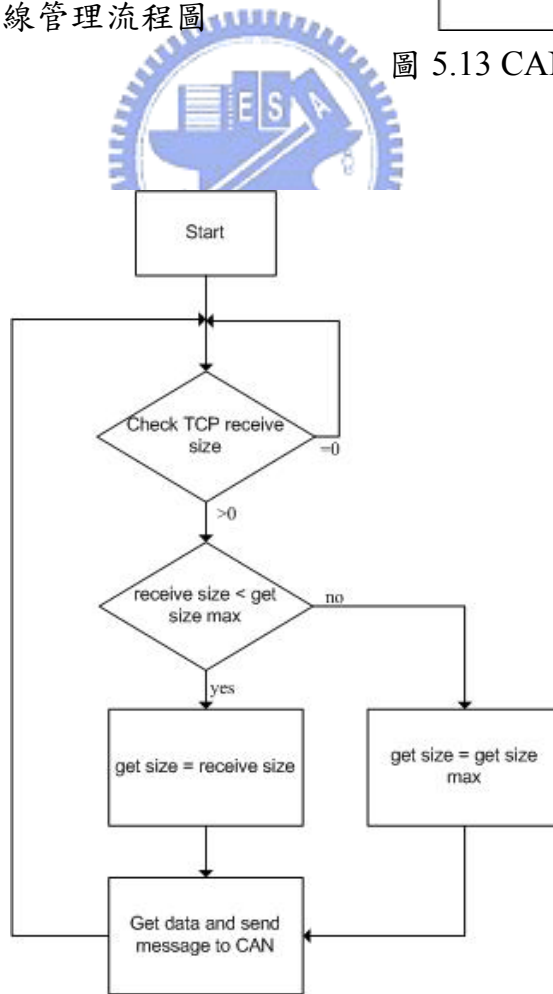 線管理流程圖
圖 5.13 CAN
E S A
Start
Check TCP receive
size
=0
>0
receive size < get
size max
no
yes
get size = receive size
get size = get size
max
Get data and send
message to CAN